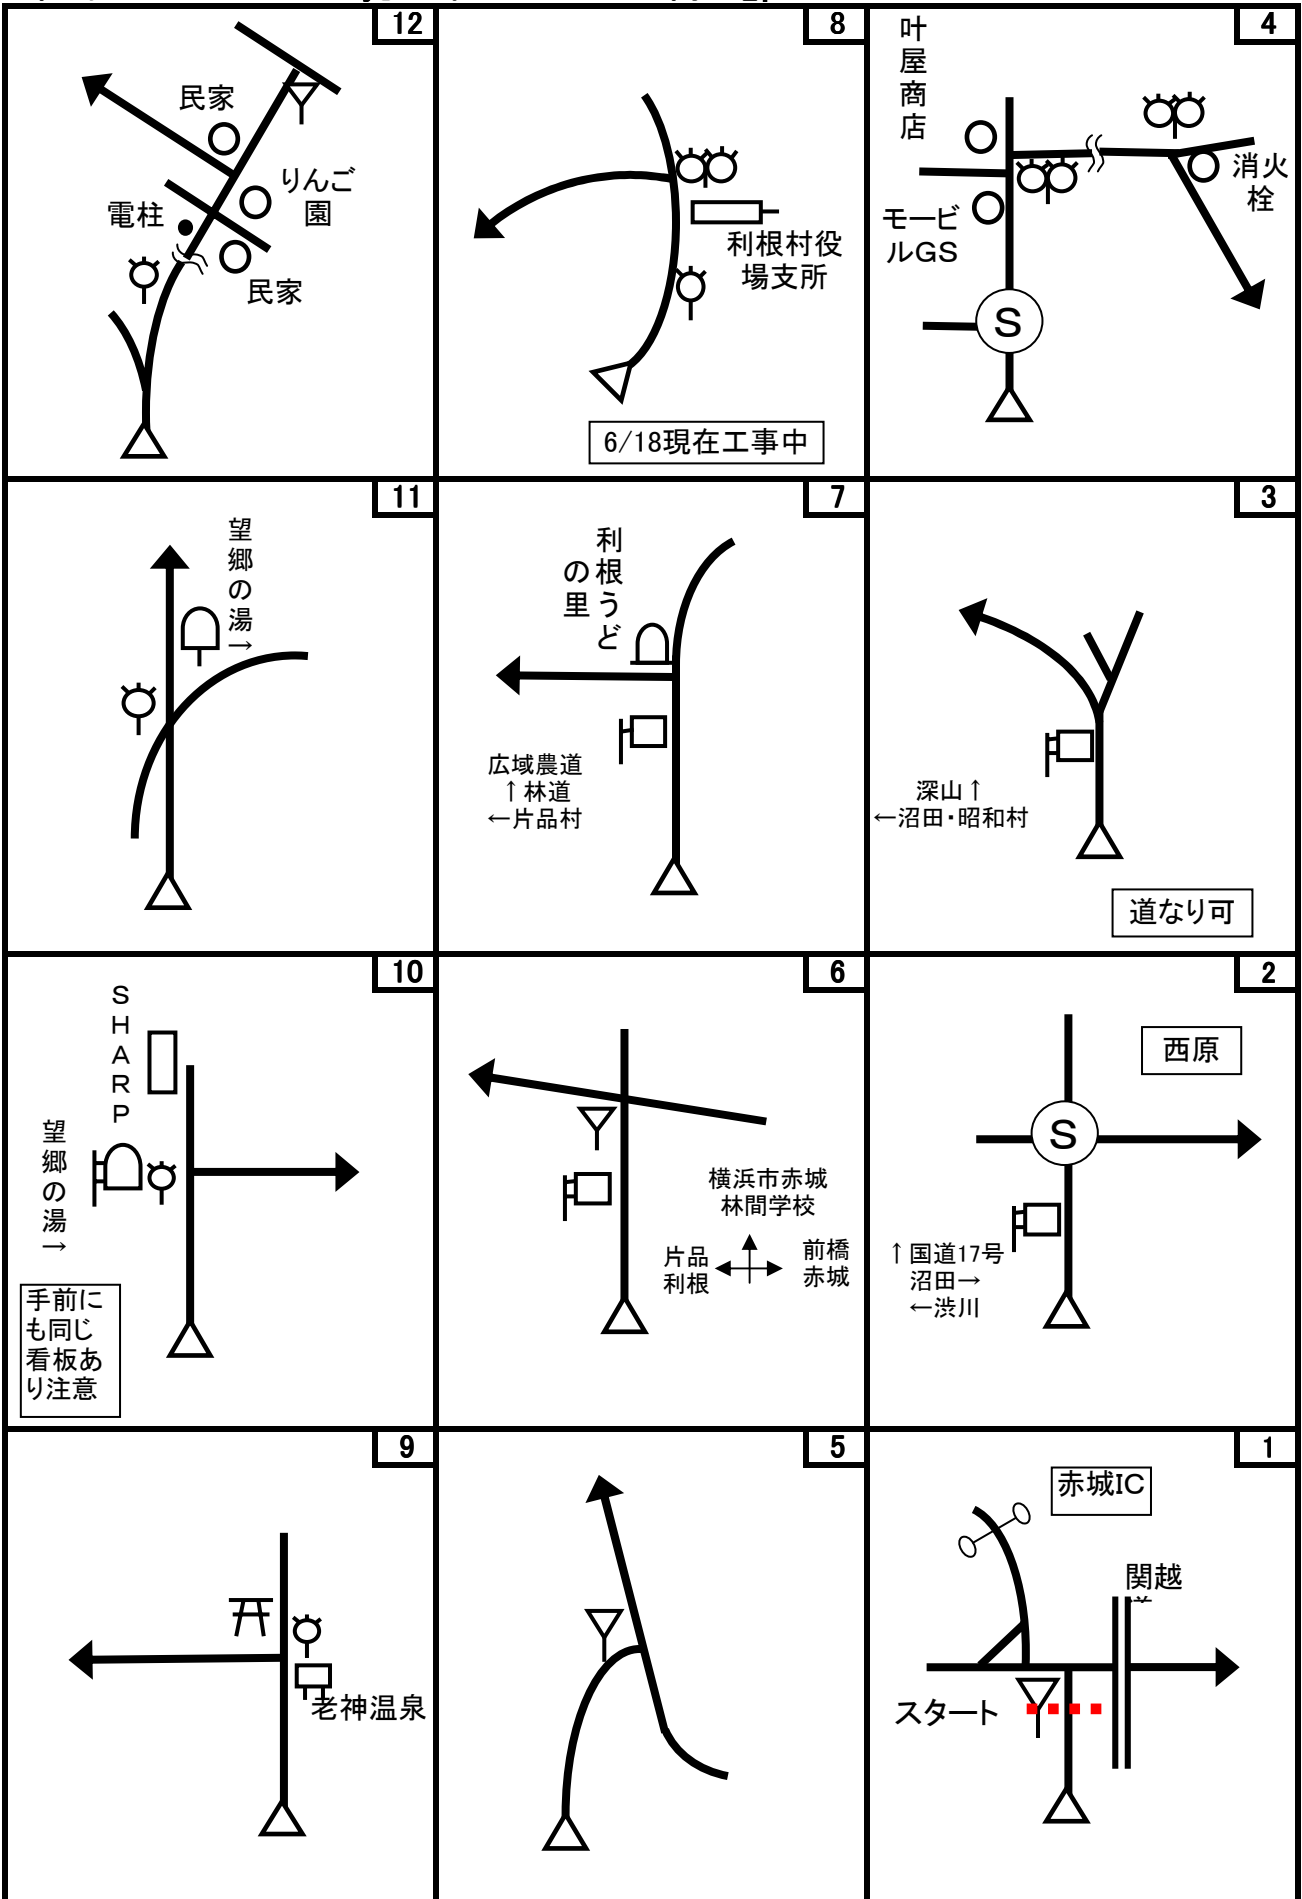 12
民家
りんご
園
電柱
民家
8
利根村役
場支所
6/18現在工事中
4
叶屋商店
モービ
ルGS
消火
栓
S
11
望郷の湯→
7
利根うど
の里
広域農道
↑林道
←片品村
3
深山↑
←沼田・昭和村
道なり可
10
SHARP
望郷の湯→
手前に
も同じ
看板あ
り注意
6
横浜市赤城
林間学校
片品
利根
前橋
赤城
2
西原
S
↑国道17号
沼田→
←渋川
9
老神温泉
5
1
赤城IC
関越
スタート